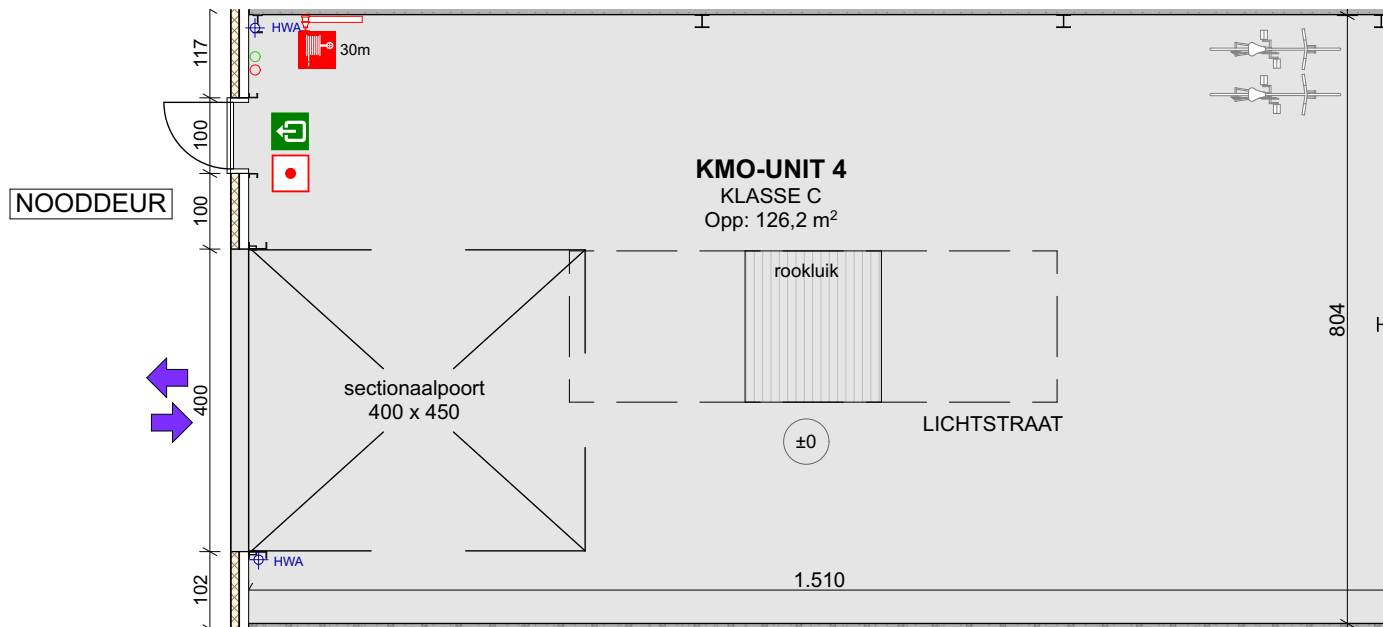 HWA
30m
117
100
NOODDEUR
100
KMO-UNIT 4
KLASSE C
Opp: 126,2 m²
rookluik
804
sectionaalpoort
400 x 450
400
LICHTSTRAAT
±0
HWA
102
1.510